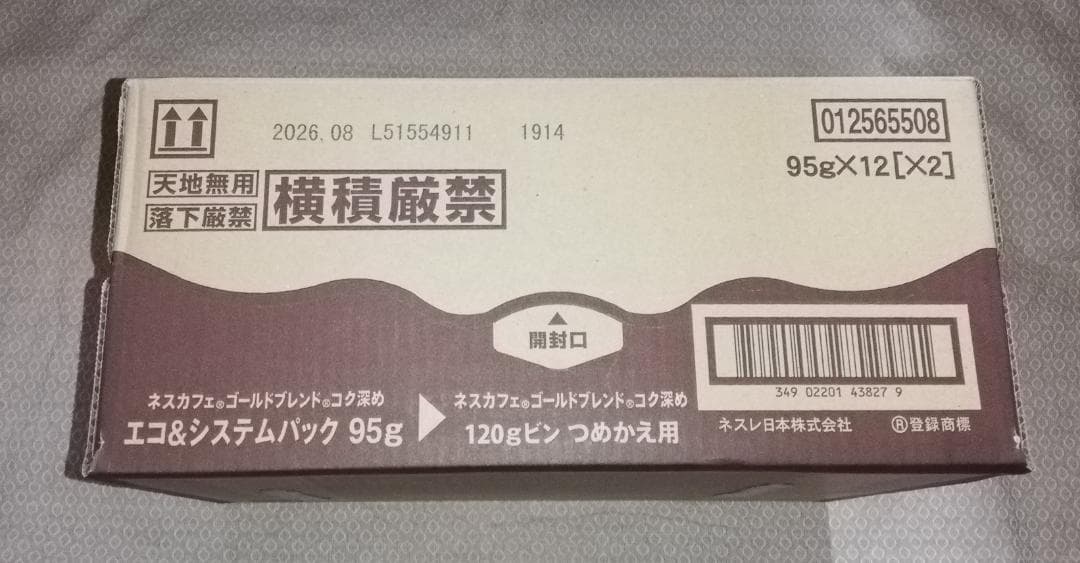 2026.08 L51554911 1914
012565508
95g×12[×2]
天地無用
落下厳禁
横積厳禁
▲
開封口
ネスカフェ®ゴールドブレンド®コク深め
エコ&システムパック 95g
▶
ネスカフェ®ゴールドブレンド®コク深め
120gビン つめかえ用
349 02201 43827 9
ネスレ日本株式会社 ®登録商標